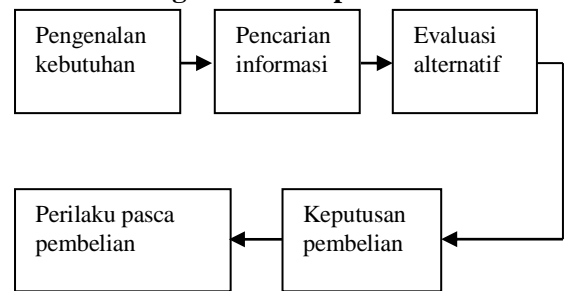 Pengenalan
kebutuhan
Pencarian
informasi
Evaluasi
alternatif
Perilaku pasca
pembelian
Keputusan
pembelian